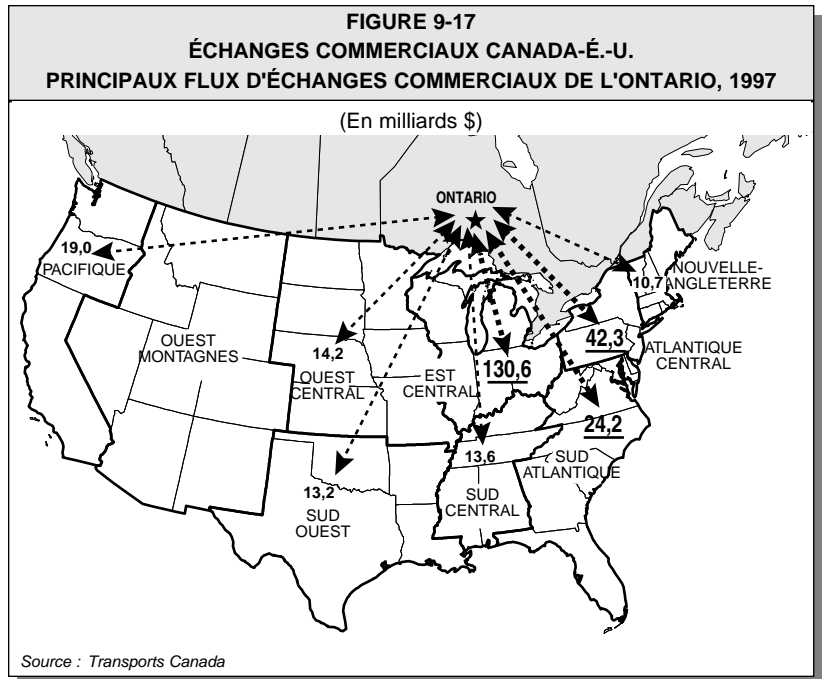 FIGURE 9-17
ÉCHANGES COMMERCIAUX CANADA-É.-U.
PRINCIPAUX FLUX D'ÉCHANGES COMMERCIAUX DE L'ONTARIO, 1997
(En milliards $)
ONTARIO
19,0
PACIFIQUE
10,7
NOUVELLE-
ANGLETERRE
OUEST
MONTAGNES
14,2
OUEST
CENTRAL
EST
CENTRAL
130,6
42,3
ATLANTIQUE
CENTRAL
24,2
SUD
ATLANTIQUE
13,6
SUD
CENTRAL
13,2
SUD
OUEST
Source : Transports Canada